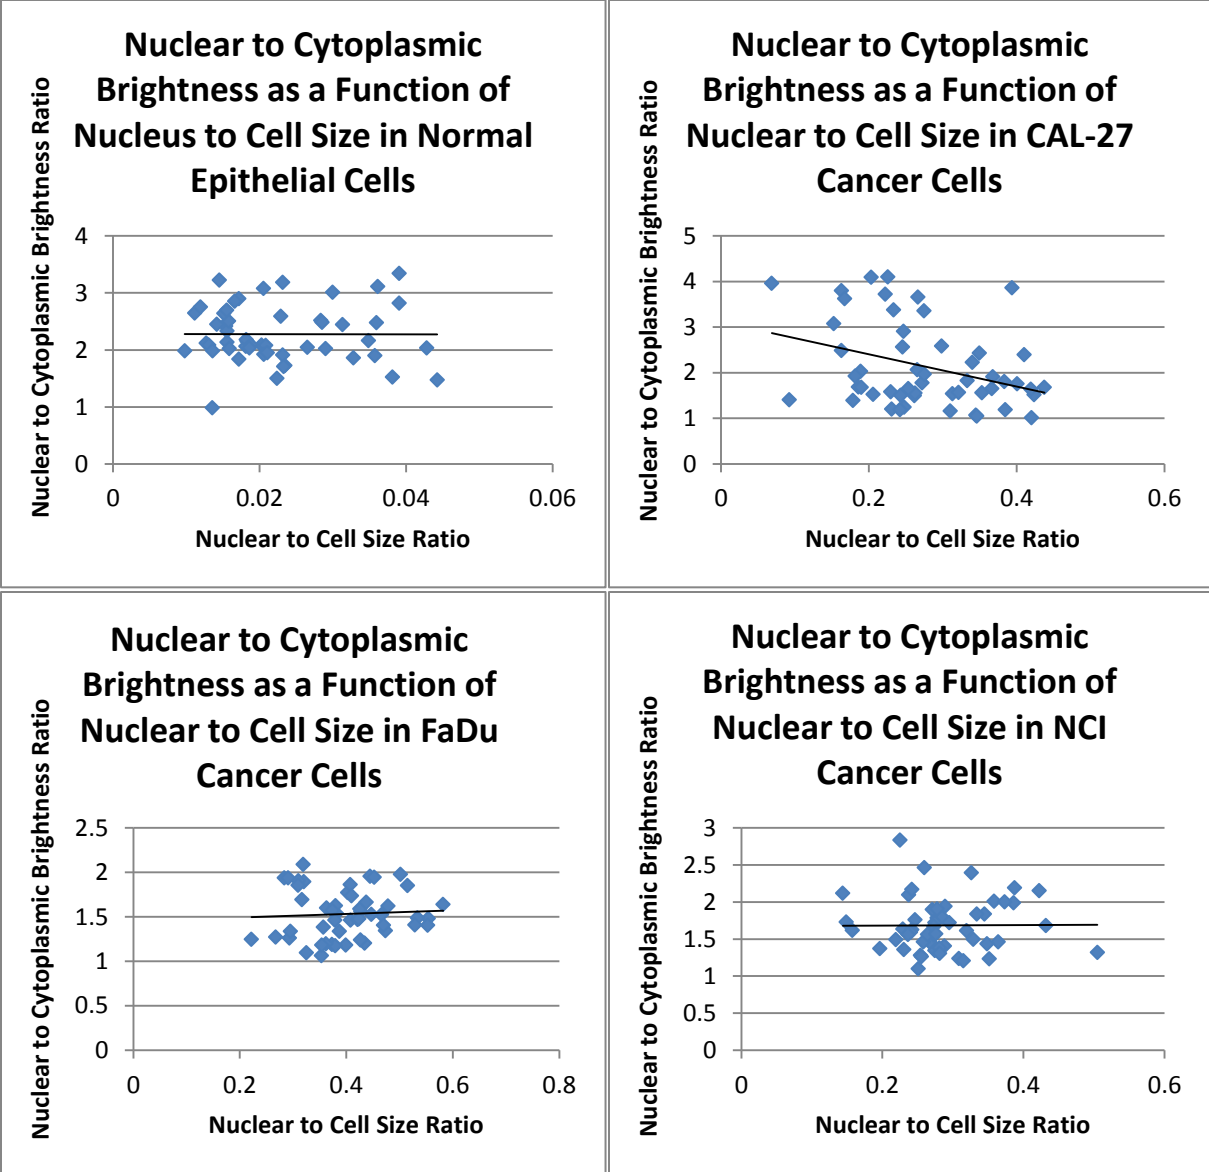 Nuclear to Cytoplasmic
Brightness as a Function of
Nucleus to Cell Size in Normal
Epithelial Cells
Nuclear to Cytoplasmic Brightness Ratio
4
3
2
1
0
0 0.02 0.04 0.06
Nuclear to Cell Size Ratio
Nuclear to Cytoplasmic
Brightness as a Function of
Nuclear to Cell Size in CAL-27
Cancer Cells
Nuclear to Cytoplasmic Brightness Ratio
5
4
3
2
1
0
0 0.2 0.4 0.6
Nuclear to Cell Size Ratio
Nuclear to Cytoplasmic
Brightness as a Function of
Nuclear to Cell Size in FaDu
Cancer Cells
Nuclear to Cytoplasmic Brightness Ratio
2.5
2
1.5
1
0.5
0
0 0.2 0.4 0.6 0.8
Nuclear to Cell Size Ratio
Nuclear to Cytoplasmic
Brightness as a Function of
Nuclear to Cell Size in NCI
Cancer Cells
Nuclear to Cytoplasmic Brightness Ratio
3
2.5
2
1.5
1
0.5
0
0 0.2 0.4 0.6
Nuclear to Cell Size Ratio